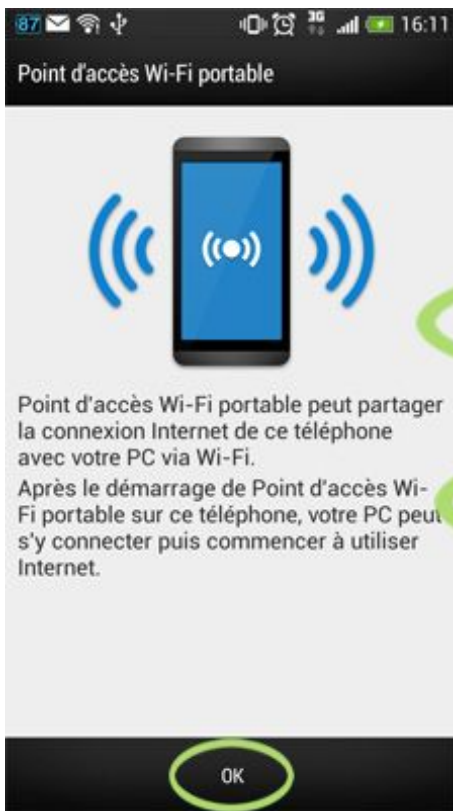 87 3G 16:11
Point d'accès Wi-Fi portable
Point d'accès Wi-Fi portable peut partager
la connexion Internet de ce téléphone
avec votre PC via Wi-Fi.
Après le démarrage de Point d'accès Wi-
Fi portable sur ce téléphone, votre PC peut
s'y connecter puis commencer à utiliser
Internet.
OK